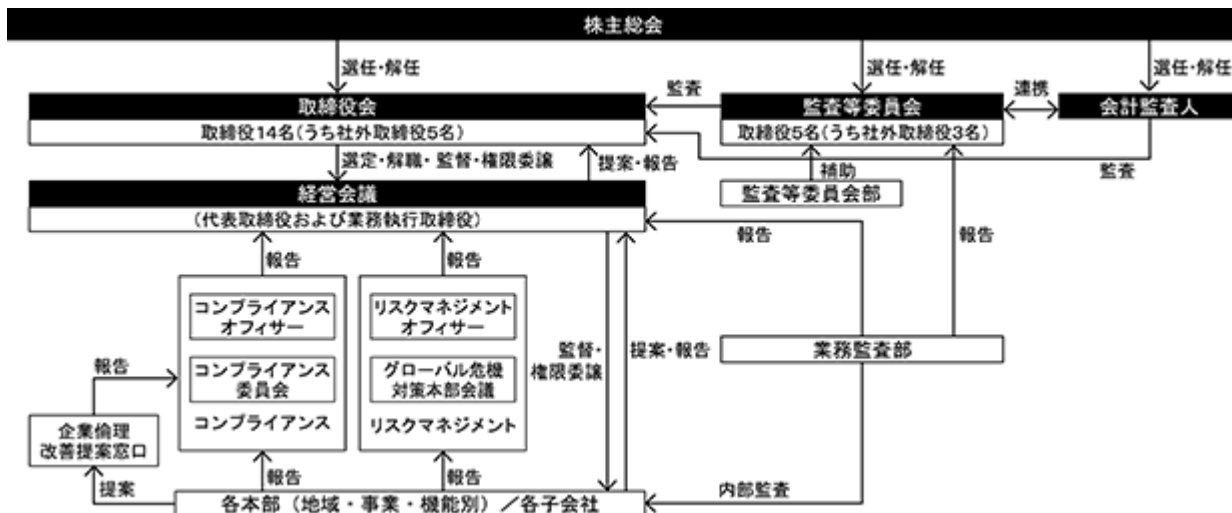 株主総会
選任・解任
選任・解任
選任・解任
取締役会
監査
監査等委員会
連携
会計監査人
取締役14名(うち社外取締役5名)
取締役5名(うち社外取締役3名)
選定・解職・監督・権限委譲
提案・報告
補助
監査
経営会議
監査等委員会部
(代表取締役および業務執行取締役)
報告
報告
報告
報告
コンプライアンス
オフィサー
リスクマネジメント
オフィサー
監督・
権限委譲
提案・報告
業務監査部
報告
コンプライアンス
委員会
グローバル危機
対策本部会議
コンプライアンス
リスクマネジメント
企業倫理
改善提案窓口
提案
報告
報告
内部監査
各本部(地域・事業・機能別)/各子会社